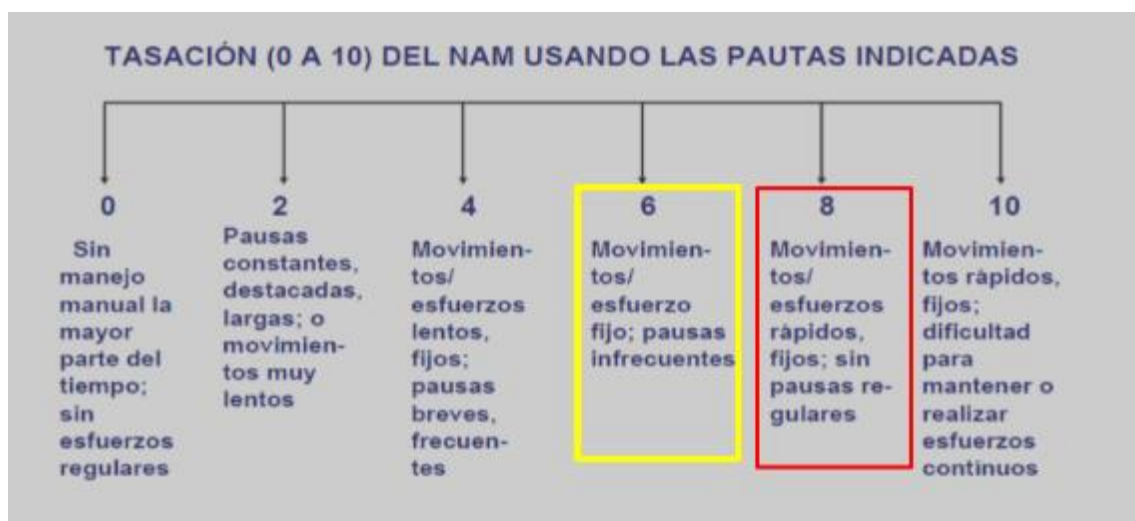 TASACIÓN (0 A 10) DEL NAM USANDO LAS PAUTAS INDICADAS
0
Sin
manejo
manual la
mayor
parte del
tiempo;
sin
esfuerzos
regulares
2
Pausas
constantes,
destacadas,
largas; o
movimien-
tos muy
lentos
4
Movimien-
tos/
esfuerzos
lentos,
fijos;
pausas
breves,
frecuen-
tes
6
Movimien-
tos/
esfuerzo
fijo; pausas
infrecuentes
8
Movimien-
tos/
esfuerzos
rápidos,
fijos; sin
pausas re-
gulares
10
Movimien-
tos rápidos,
fijos;
dificultad
para
mantener o
realizar
esfuerzos
contínuos